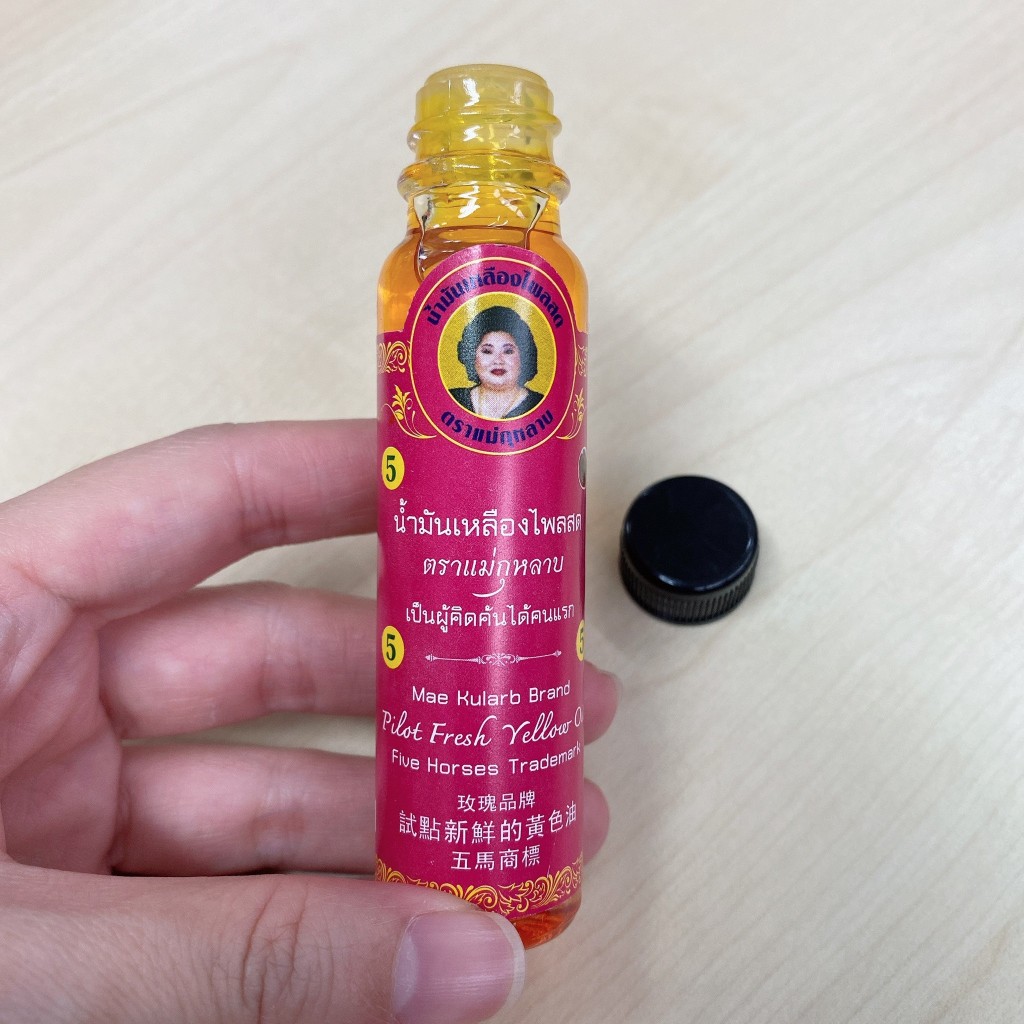 น้ำมันเหลืองไพลสด
ตราแม่กุหลาบ
5
น้ำมันเหลืองไพลสด
ตราแม่กุหลาบ
เป็นผู้คิดค้นได้คนแรก
5
5
Mae Kularb Brand
Pilot Fresh Yellow
Five Horses Trademark
玫瑰品牌
試點新鮮的黃色油
五馬商標